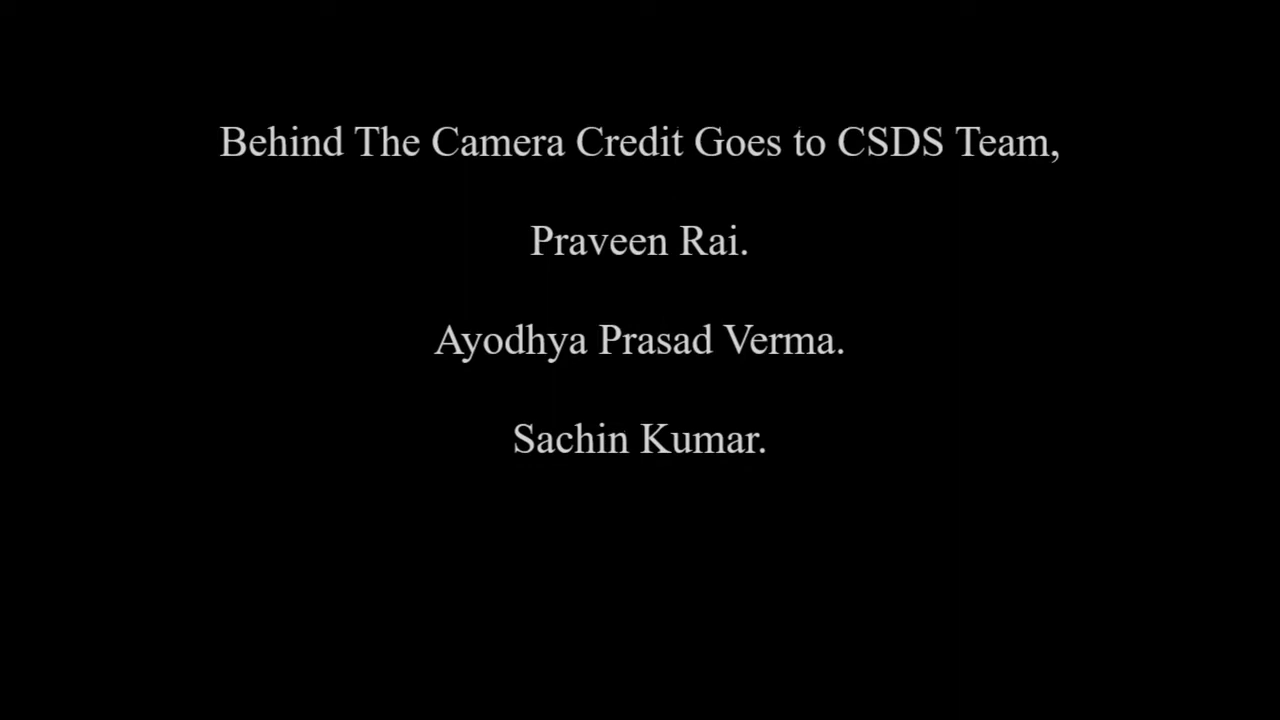 Behind The Camera Credit Goes to CSDS Team,
Praveen Rai.
Ayodhya Prasad Verma.
Sachin Kumar.